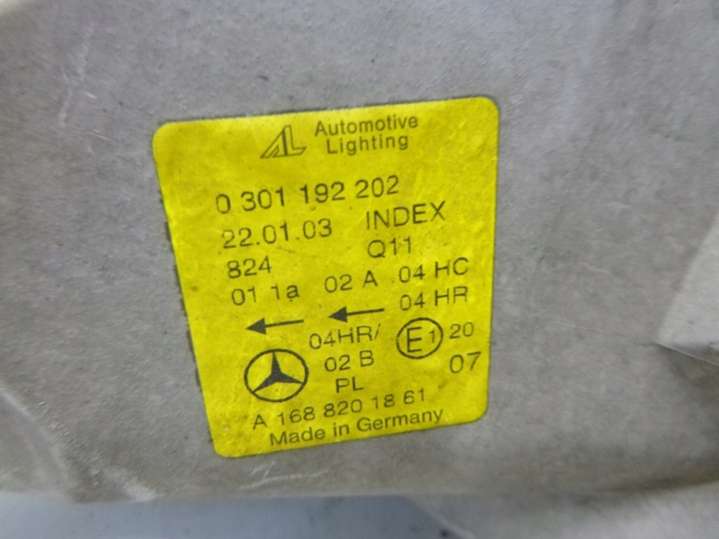 AL Automotive
Lighting
0 301 192 202
22.01.03 INDEX
824 Q11
01 1a 02 A 04 HC
04 HR
04HR/ E1 20
02 B 07
PL
A 168 820 18 61
Made in Germany